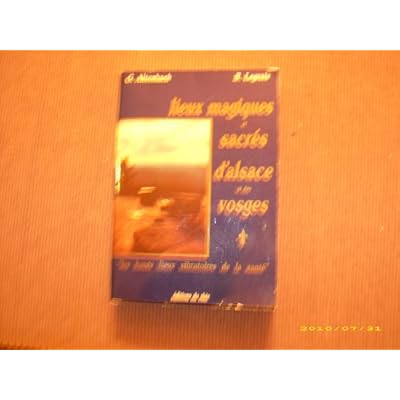 G. Altenbach B. Legrais
lieux magiques
et
sacrés
d'alsace
et des
vosges
"les hauts lieux vibratoires de la santé"
éditions du rhin
2010/07/21